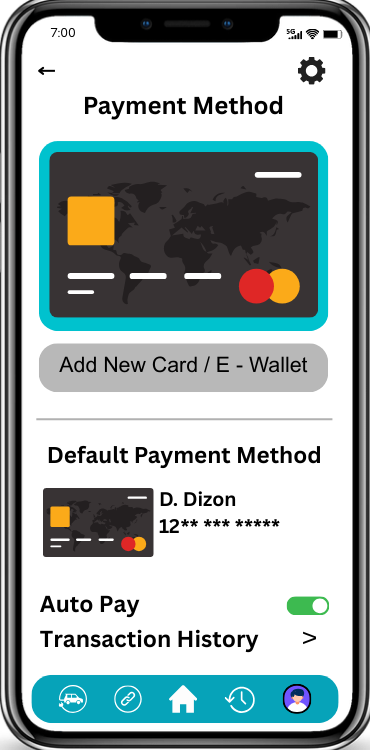 7:00
5G
Payment Method
Add New Card / E - Wallet
Default Payment Method
D. Dizon
12** *** *****
Auto Pay
Transaction History >